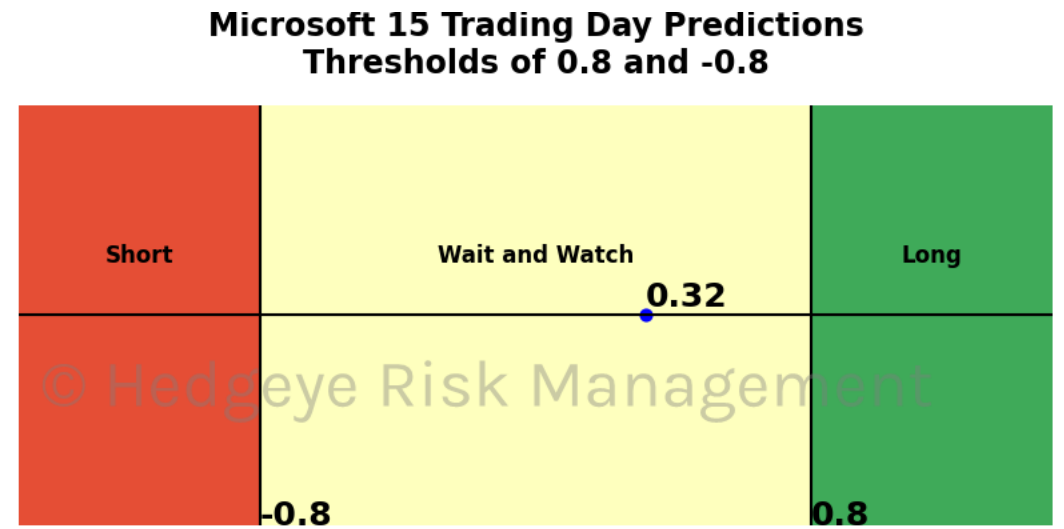 Microsoft 15 Trading Day Predictions
Thresholds of 0.8 and -0.8
Short
Wait and Watch
Long
0.32
© Hedgeye Risk Management
-0.8
0.8